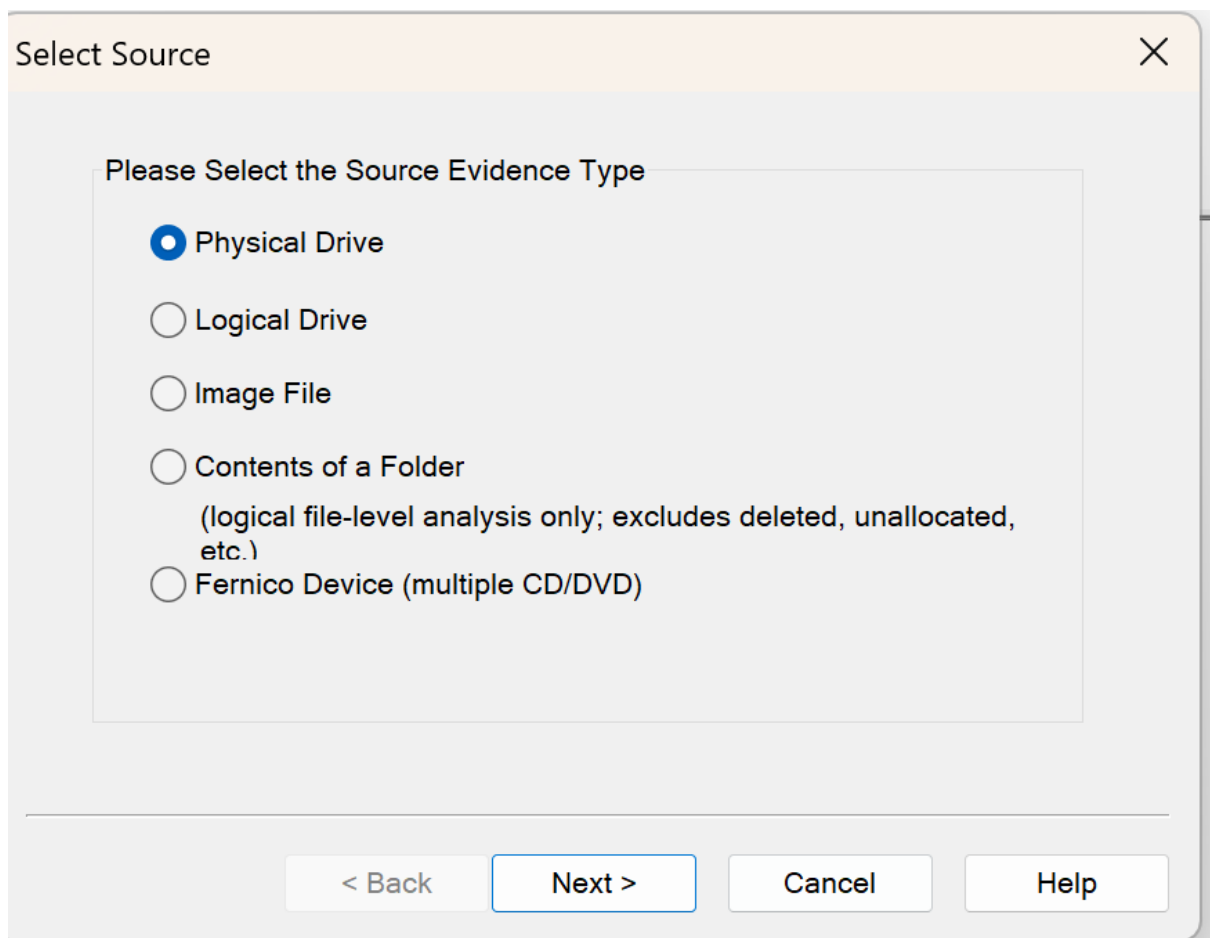 Select Source
Please Select the Source Evidence Type
Physical Drive
Logical Drive
Image File
Contents of a Folder
(logical file-level analysis only; excludes deleted, unallocated,
etc.)
Fernico Device (multiple CD/DVD)
< Back
Next >
Cancel
Help